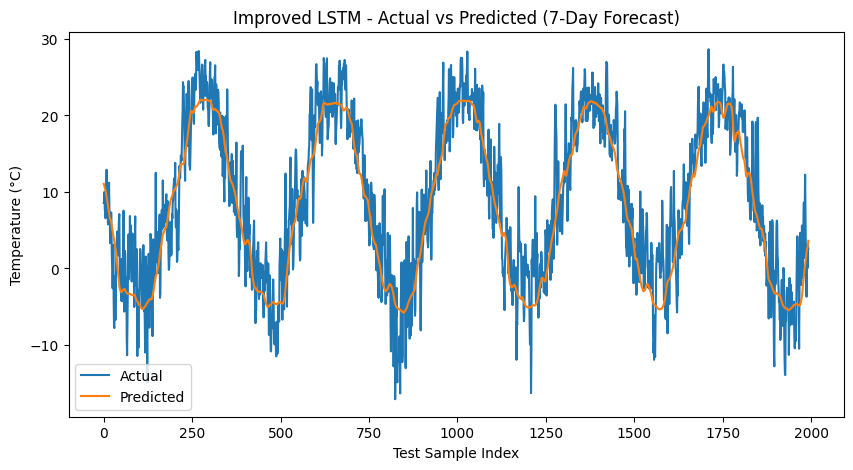 Improved LSTM - Actual vs Predicted (7-Day Forecast)
30
20
10
0
−10
Temperature (°C)
Actual
Predicted
0 250 500 750 1000 1250 1500 1750 2000
Test Sample Index